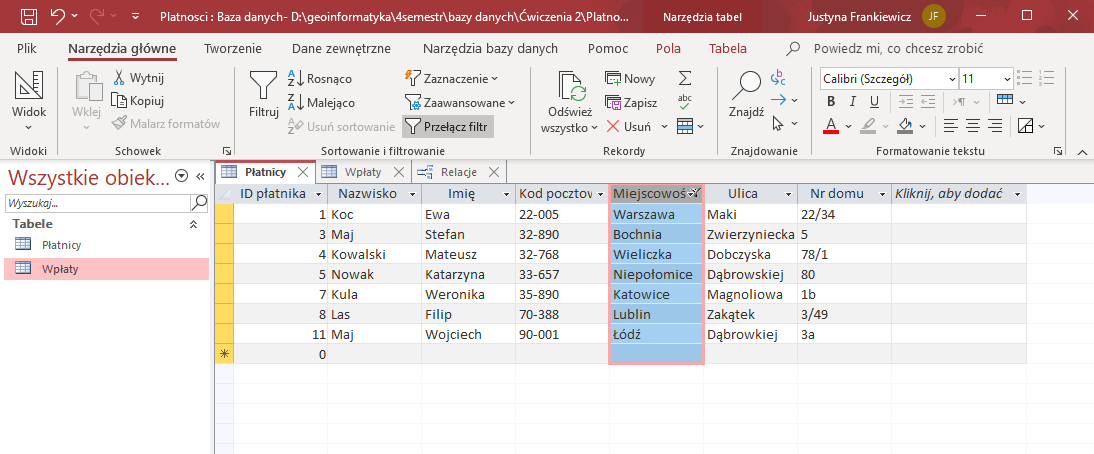 Platnosci : Baza danych- D:\geoinformatyka\4semestr\bazy danych\Ćwiczenia 2\Platno... Narzędzia tabel Justyna Frankiewicz JF
Plik Narzędzia główne Tworzenie Dane zewnętrzne Narzędzia bazy danych Pomoc Pola Tabela Powiedz mi, co chcesz zrobić
Widok
Widoki
Wklej
Wytnij
Kopiuj
Malarz formatów
Schowek
Filtruj
Rosnąco
Malejąco
Usuń sortowanie
Zaznaczenie
Zaawansowane
Przełącz filtr
Sortowanie i filtrowanie
Odśwież
wszystko
Nowy
Zapisz
Usuń
abc
Rekordy
Znajdź
Znajdowanie
Calibri (Szczegół) 11
B I U
A
Formatowanie tekstu
Wszystkie obiek...
Wyszukaj...
Tabele
Płatnicy
Wpłaty
Płatnicy Wpłaty Relacje
ID płatnika Nazwisko Imię Kod pocztow Miejscowoś Ulica Nr domu Kliknij, aby dodać
1 Koc Ewa 22-005 Warszawa Maki 22/34
3 Maj Stefan 32-890 Bochnia Zwierzyniecka 5
4 Kowalski Mateusz 32-768 Wieliczka Dobczyska 78/1
5 Nowak Katarzyna 33-657 Niepołomice Dąbrowskiej 80
7 Kula Weronika 35-890 Katowice Magnoliowa 1b
8 Las Filip 70-388 Lublin Zakątek 3/49
11 Maj Wojciech 90-001 Łódź Dąbrowkiej 3a
0